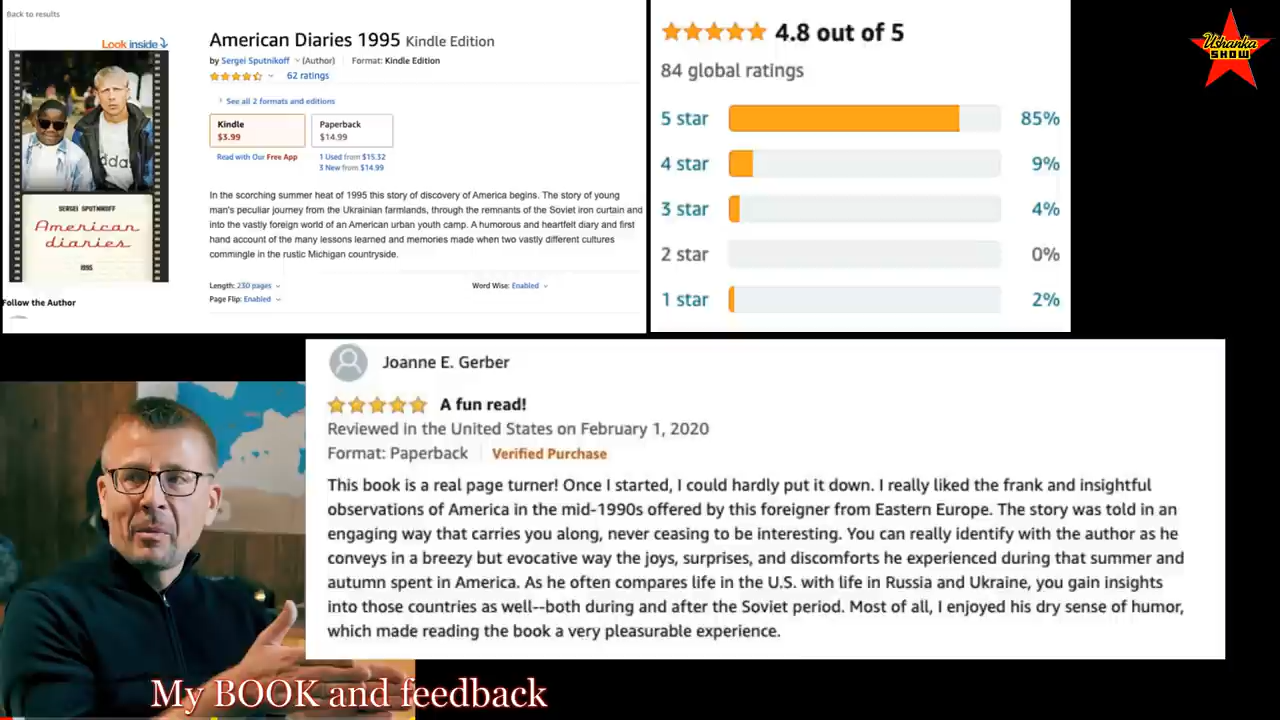 Back to results
Look inside
American Diaries 1995 Kindle Edition
by Sergei Sputnikoff (Author) Format: Kindle Edition
62 ratings
See all 2 formats and editions
Kindle
$3.99
Paperback
$14.99
Read with Our Free App
1 Used from $15.32
3 New from $14.99
In the scorching summer heat of 1995 this story of discovery of America begins. The story of young
man's peculiar journey from the Ukrainian farmlands, through the remnants of the Soviet iron curtain and
into the vastly foreign world of an American urban youth camp. A humorous and heartfelt diary and first
hand account of the many lessons learned and memories made when two vastly different cultures
commingle in the rustic Michigan countryside.
Length: 230 pages
Word Wise: Enabled
Page Flip: Enabled
SERGEI SPUTNIKOFF
American
diaries
1995
Follow the Author
4.8 out of 5
84 global ratings
5 star 85%
4 star 9%
3 star 4%
2 star 0%
1 star 2%
Ushanka
SHOW
Joanne E. Gerber
A fun read!
Reviewed in the United States on February 1, 2020
Format: Paperback Verified Purchase
This book is a real page turner! Once I started, I could hardly put it down. I really liked the frank and insightful
observations of America in the mid-1990s offered by this foreigner from Eastern Europe. The story was told in an
engaging way that carries you along, never ceasing to be interesting. You can really identify with the author as he
conveys in a breezy but evocative way the joys, surprises, and discomforts he experienced during that summer and
autumn spent in America. As he often compares life in the U.S. with life in Russia and Ukraine, you gain insights
into those countries as well--both during and after the Soviet period. Most of all, I enjoyed his dry sense of humor,
which made reading the book a very pleasurable experience.
My BOOK and feedback